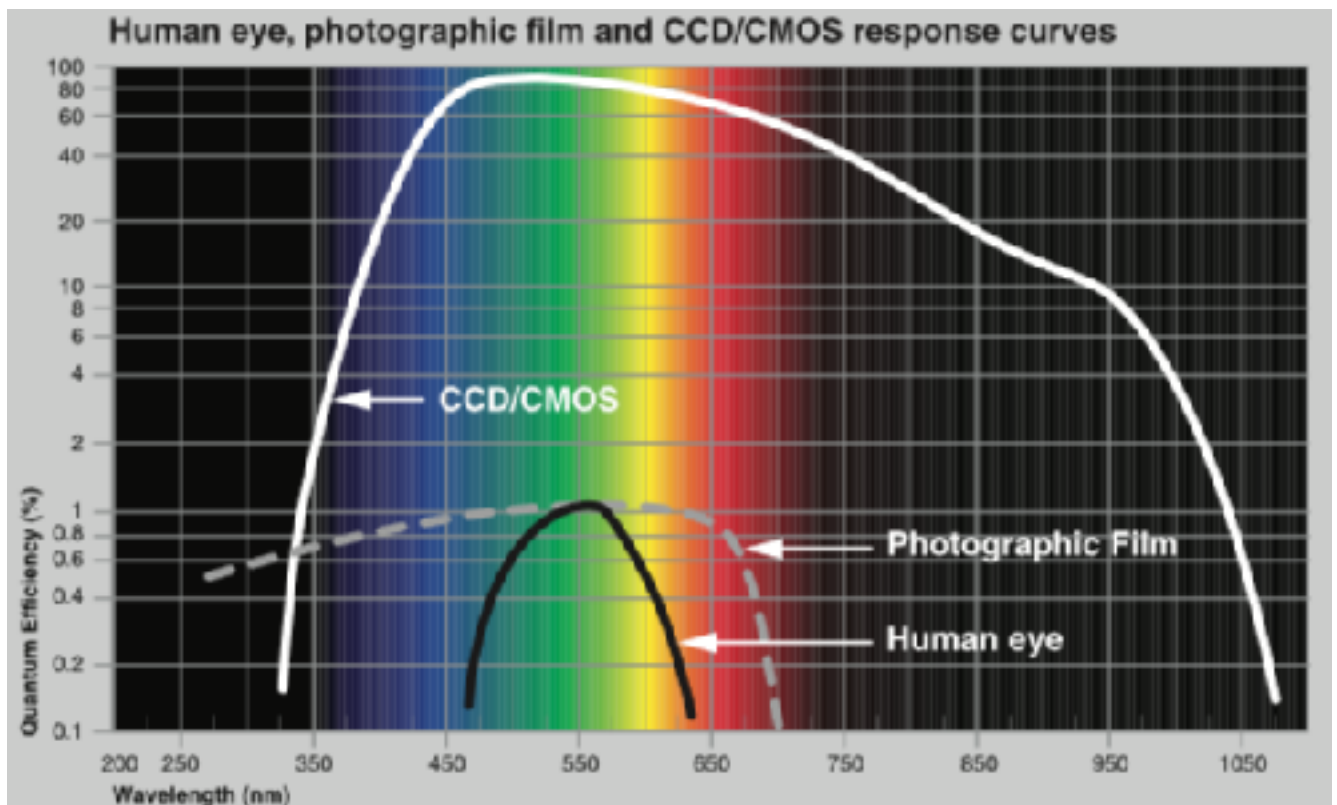 Human eye, photographic film and CCD/CMOS response curves
100
80
60
40
20
10
8
6
4
2
1
0.8
0.6
0.4
0.2
0.1
Quantum Efficiency (%)
CCD/CMOS
Photographic Film
Human eye
200 250 350 450 550 650 750 650 950 1050
Wavelength (nm)